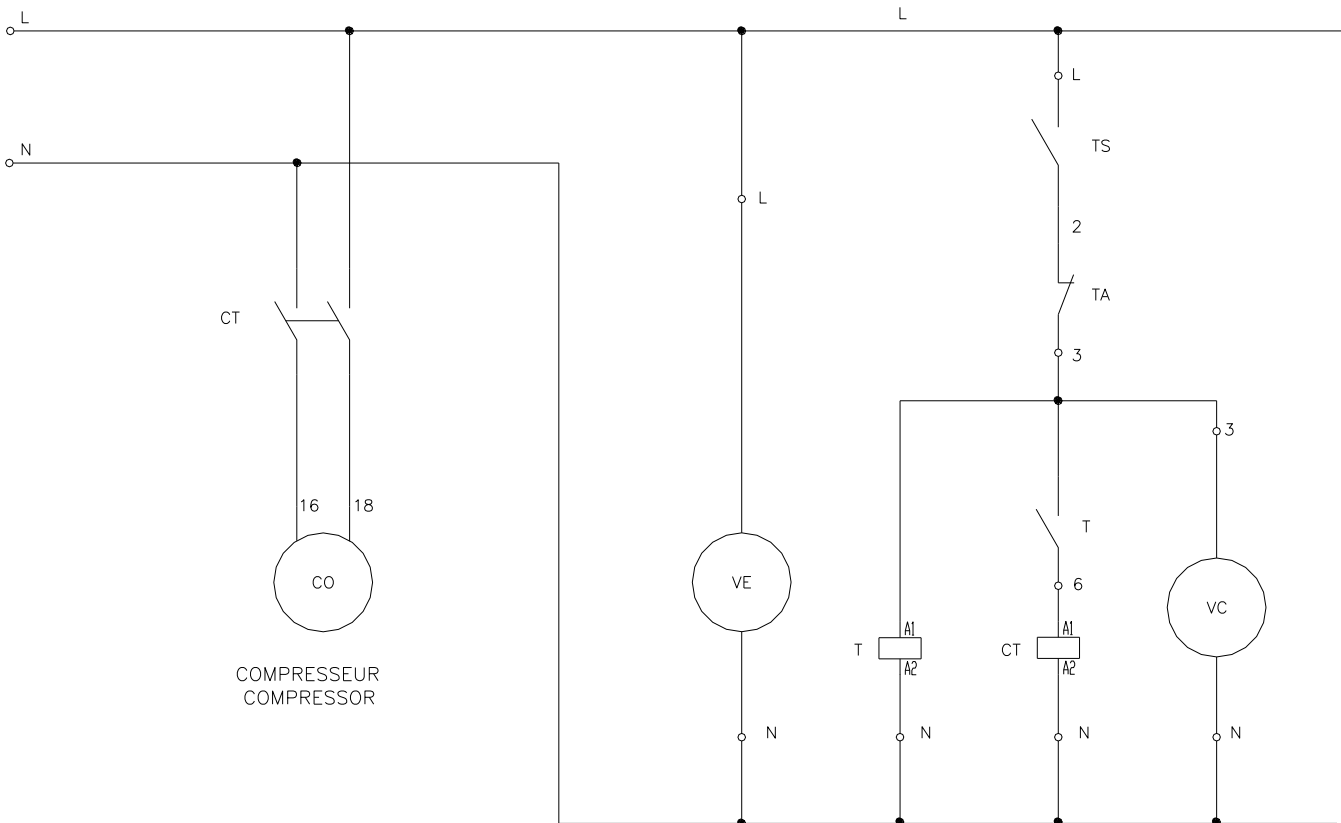 L
L
L
N
TS
L
2
CT
TA
3
3
16
18
T
CO
VE
6
VC
A1
A1
T
CT
A2
A2
COMPRESSEUR
COMPRESSOR
N
N
N
N